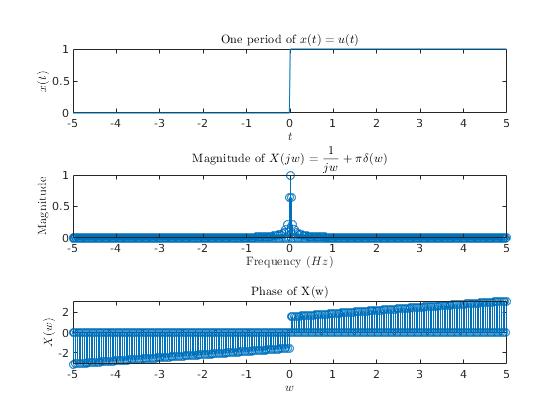 One period of x(t) = u(t)
1
0.5
0
x(t)
-5 -4 -3 -2 -1 0 1 2 3 4 5
t
Magnitude of X(jw) = 1/jw + πδ(w)
1
0.5
0
Magnitude
-5 -4 -3 -2 -1 0 1 2 3 4 5
Frequency (Hz)
Phase of X(w)
2
0
-2
X(w)
-5 -4 -3 -2 -1 0 1 2 3 4 5
w